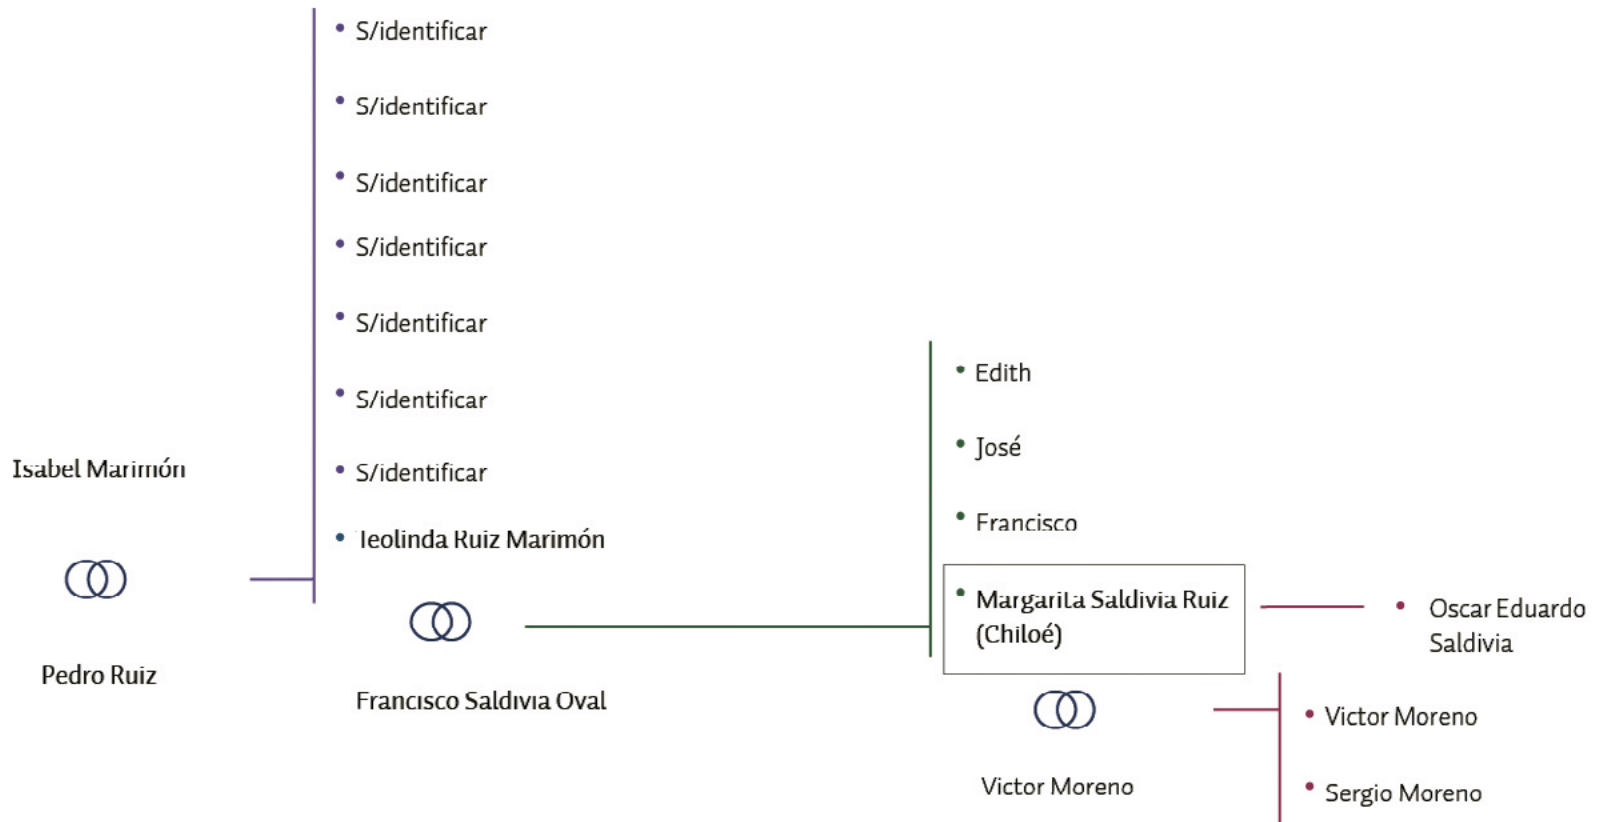 S/identificar
S/identificar
S/identificar
S/identificar
S/identificar
S/identificar
S/identificar
Isabel Marimón
Teolinda Ruiz Marimón
Pedro Ruiz
Francisco Saldivia Oval
Edith
José
Francisco
Margarita Saldivia Ruiz
(Chiloé)
Oscar Eduardo
Saldivia
Victor Moreno
Victor Moreno
Sergio Moreno